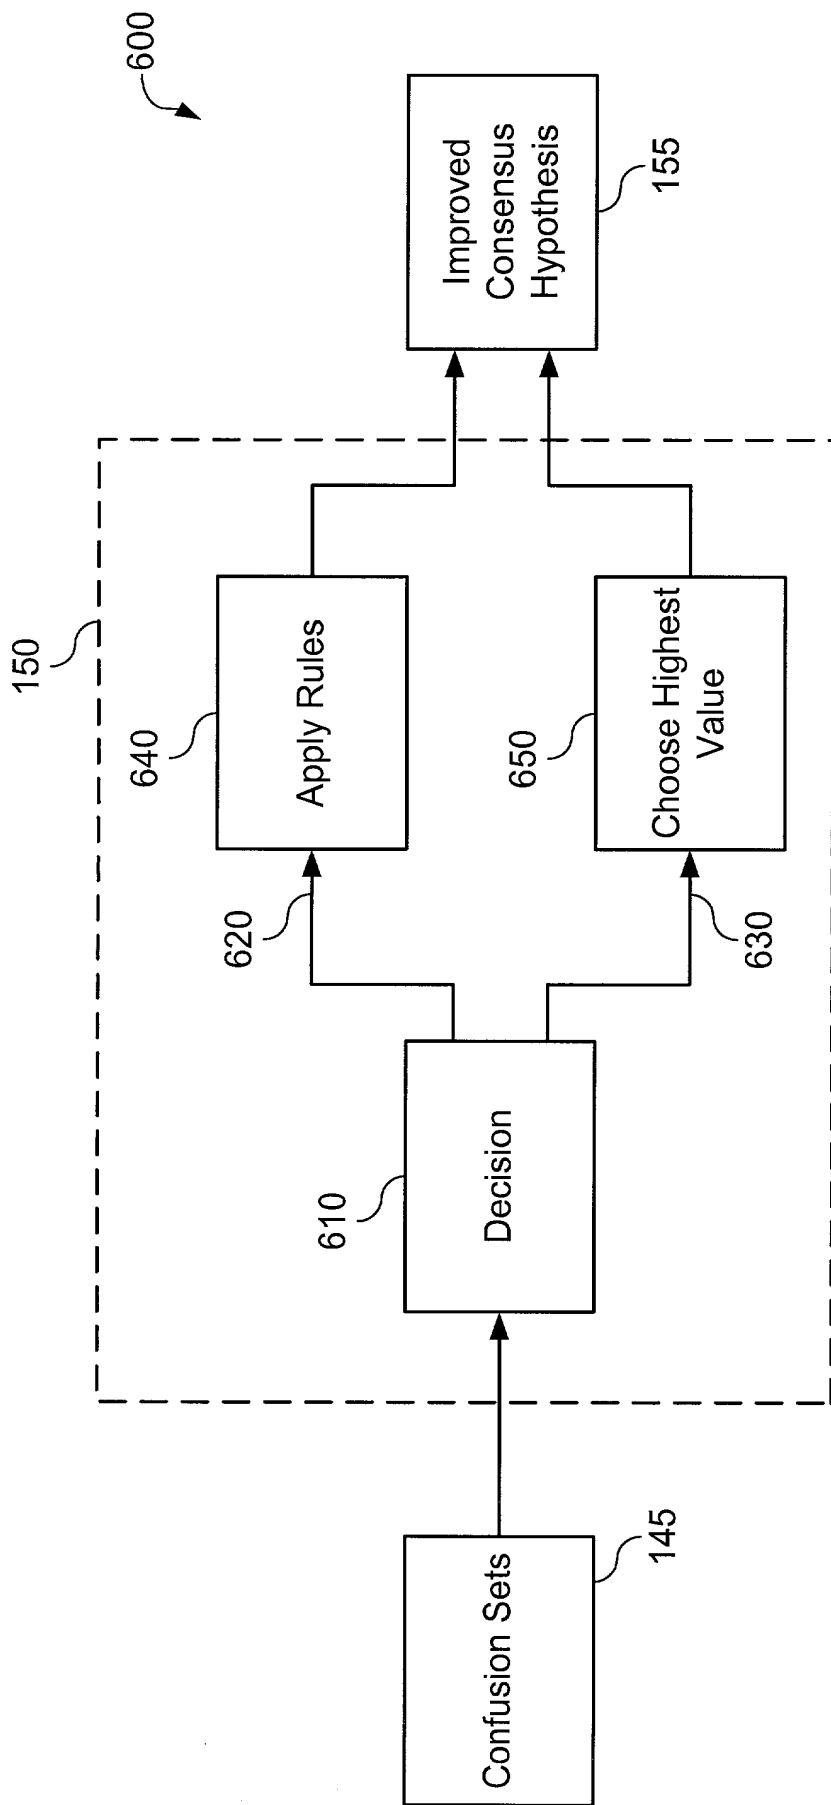 600
150
Confusion Sets
145
610
Decision
620
630
640
Apply Rules
650
Choose Highest
Value
Improved
Consensus
Hypothesis
155